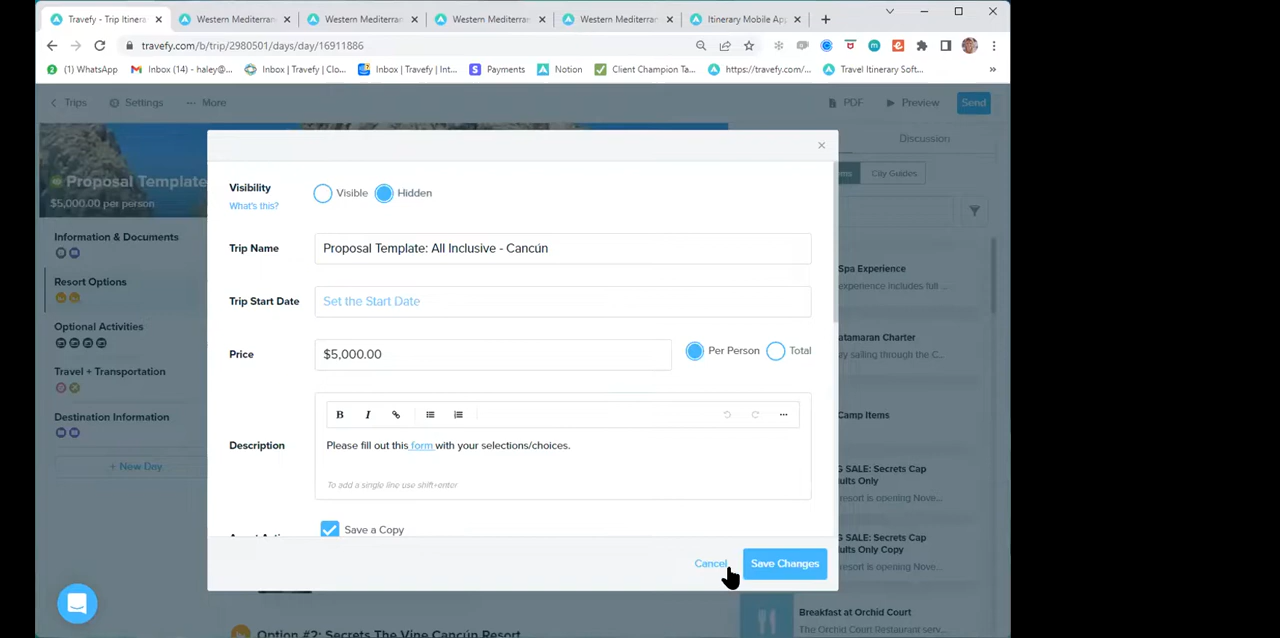 Travefy - Trip Itinera
Western Mediterran
Western Mediterran
Western Mediterran
Western Mediterran
Itinerary Mobile App
travefy.com/b/trip/2980501/days/day/16911886
(1) WhatsApp
Inbox (14) - haley@...
Inbox | Travefy | Clo...
Inbox | Travefy | Int...
Payments
Notion
Client Champion Ta...
https://travefy.com/...
Travel Itinerary Soft...
Trips
Settings
More
PDF
Preview
Send
Discussion
City Guides
Proposal Template
$5,000.00 per person
Information & Documents
Resort Options
Optional Activities
Travel + Transportation
Destination Information
+ New Day
Visibility
What's this?
Visible
Hidden
Trip Name
Proposal Template: All Inclusive - Cancún
Trip Start Date
Set the Start Date
Price
$5,000.00
Per Person
Total
Description
Please fill out this form with your selections/choices.
To add a single line use shift+enter
Save a Copy
Cancel
Save Changes
Spa Experience
experience includes full ...
atamaran Charter
y sailing through the C...
Camp Items
G SALE: Secrets Cap
ults Only
resort is opening Nove...
G SALE: Secrets Cap
ults Only Copy
resort is opening Nove...
Breakfast at Orchid Court
The Orchid Court Restaurant serv...
Option #2: Secrets The Vine Cancún Resort